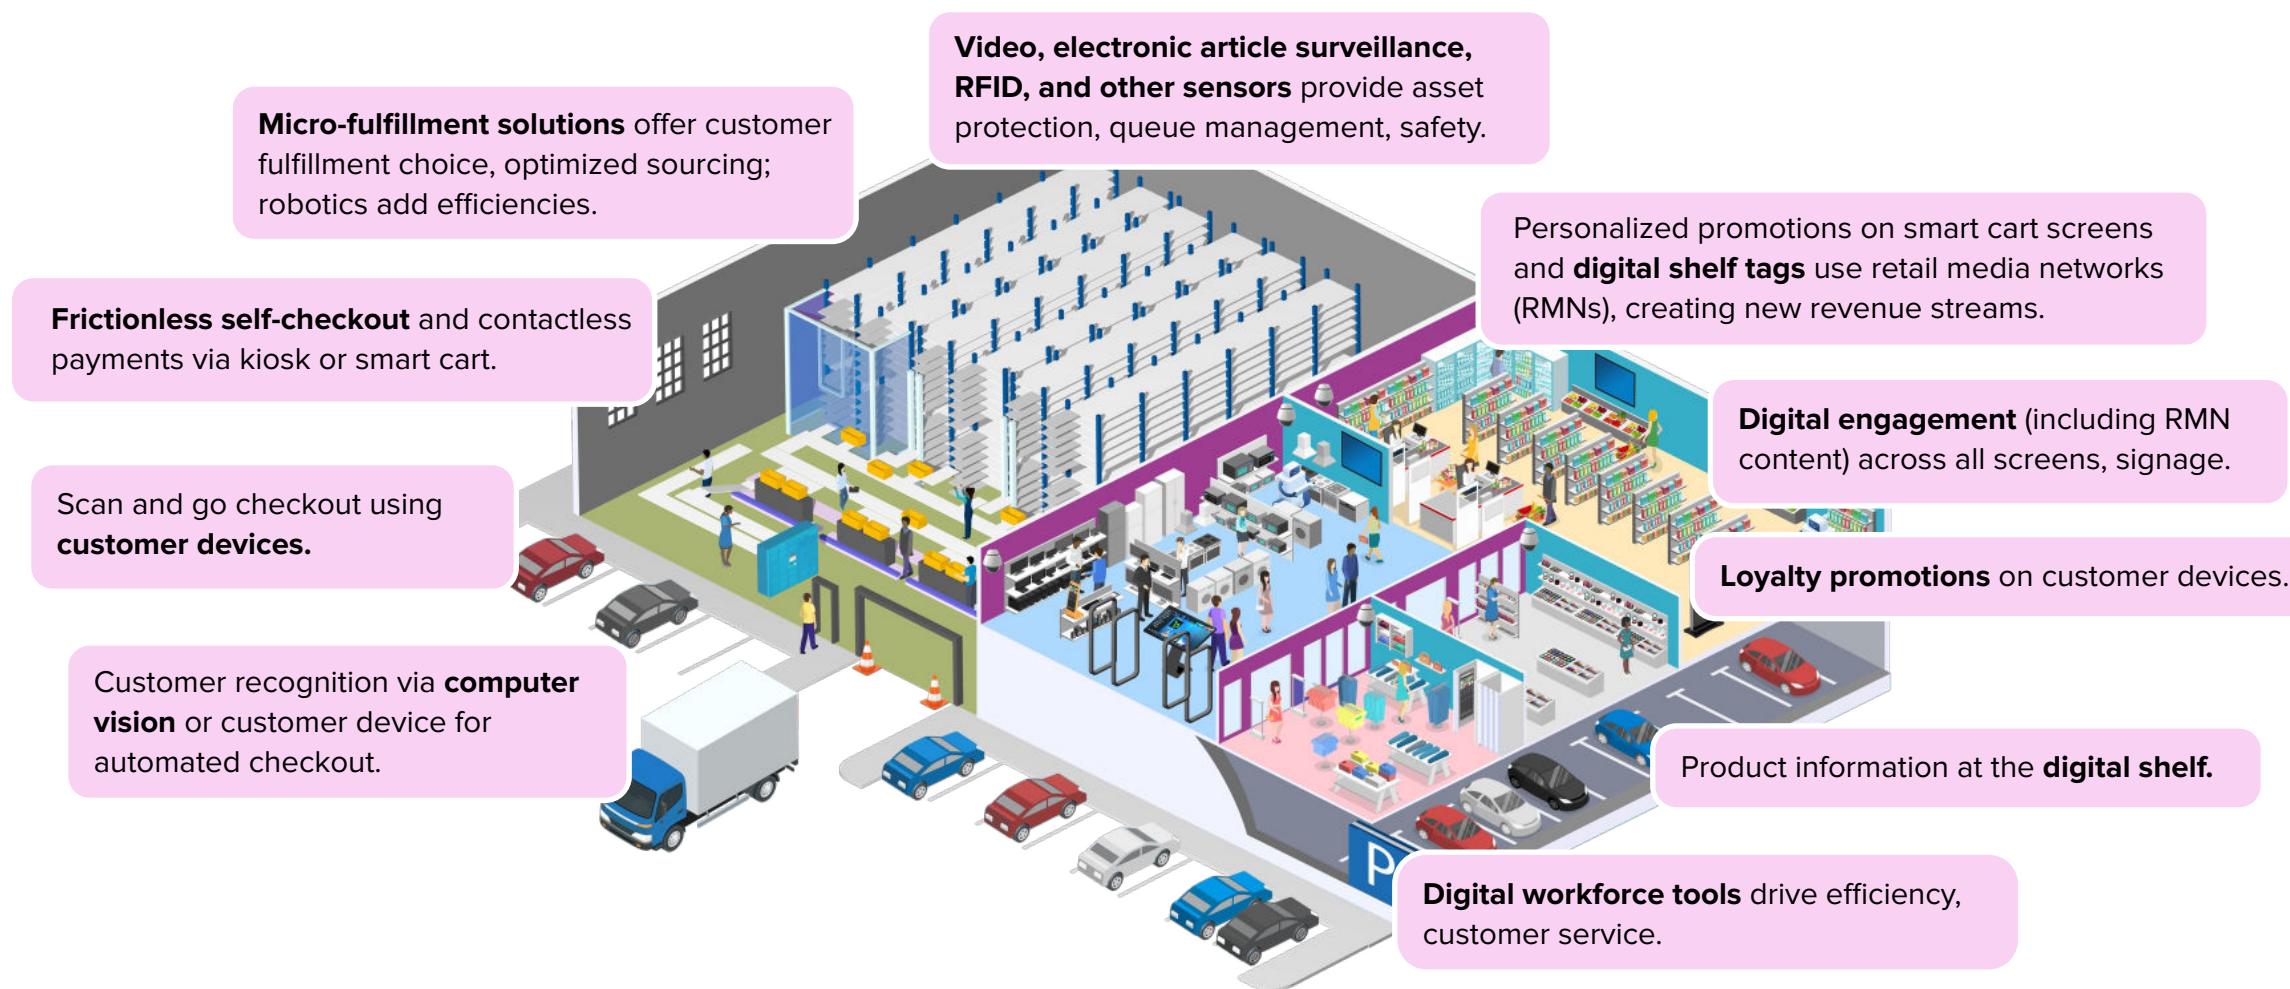 Video, electronic article surveillance,
RFID, and other sensors provide asset
protection, queue management, safety.
Micro-fulfillment solutions offer customer
fulfillment choice, optimized sourcing;
robotics add efficiencies.
Personalized promotions on smart cart screens
and digital shelf tags use retail media networks
(RMNs), creating new revenue streams.
Frictionless self-checkout and contactless
payments via kiosk or smart cart.
Digital engagement (including RMN
content) across all screens, signage.
Scan and go checkout using
customer devices.
Loyalty promotions on customer devices.
Customer recognition via computer
vision or customer device for
automated checkout.
Product information at the digital shelf.
P
Digital workforce tools drive efficiency,
customer service.